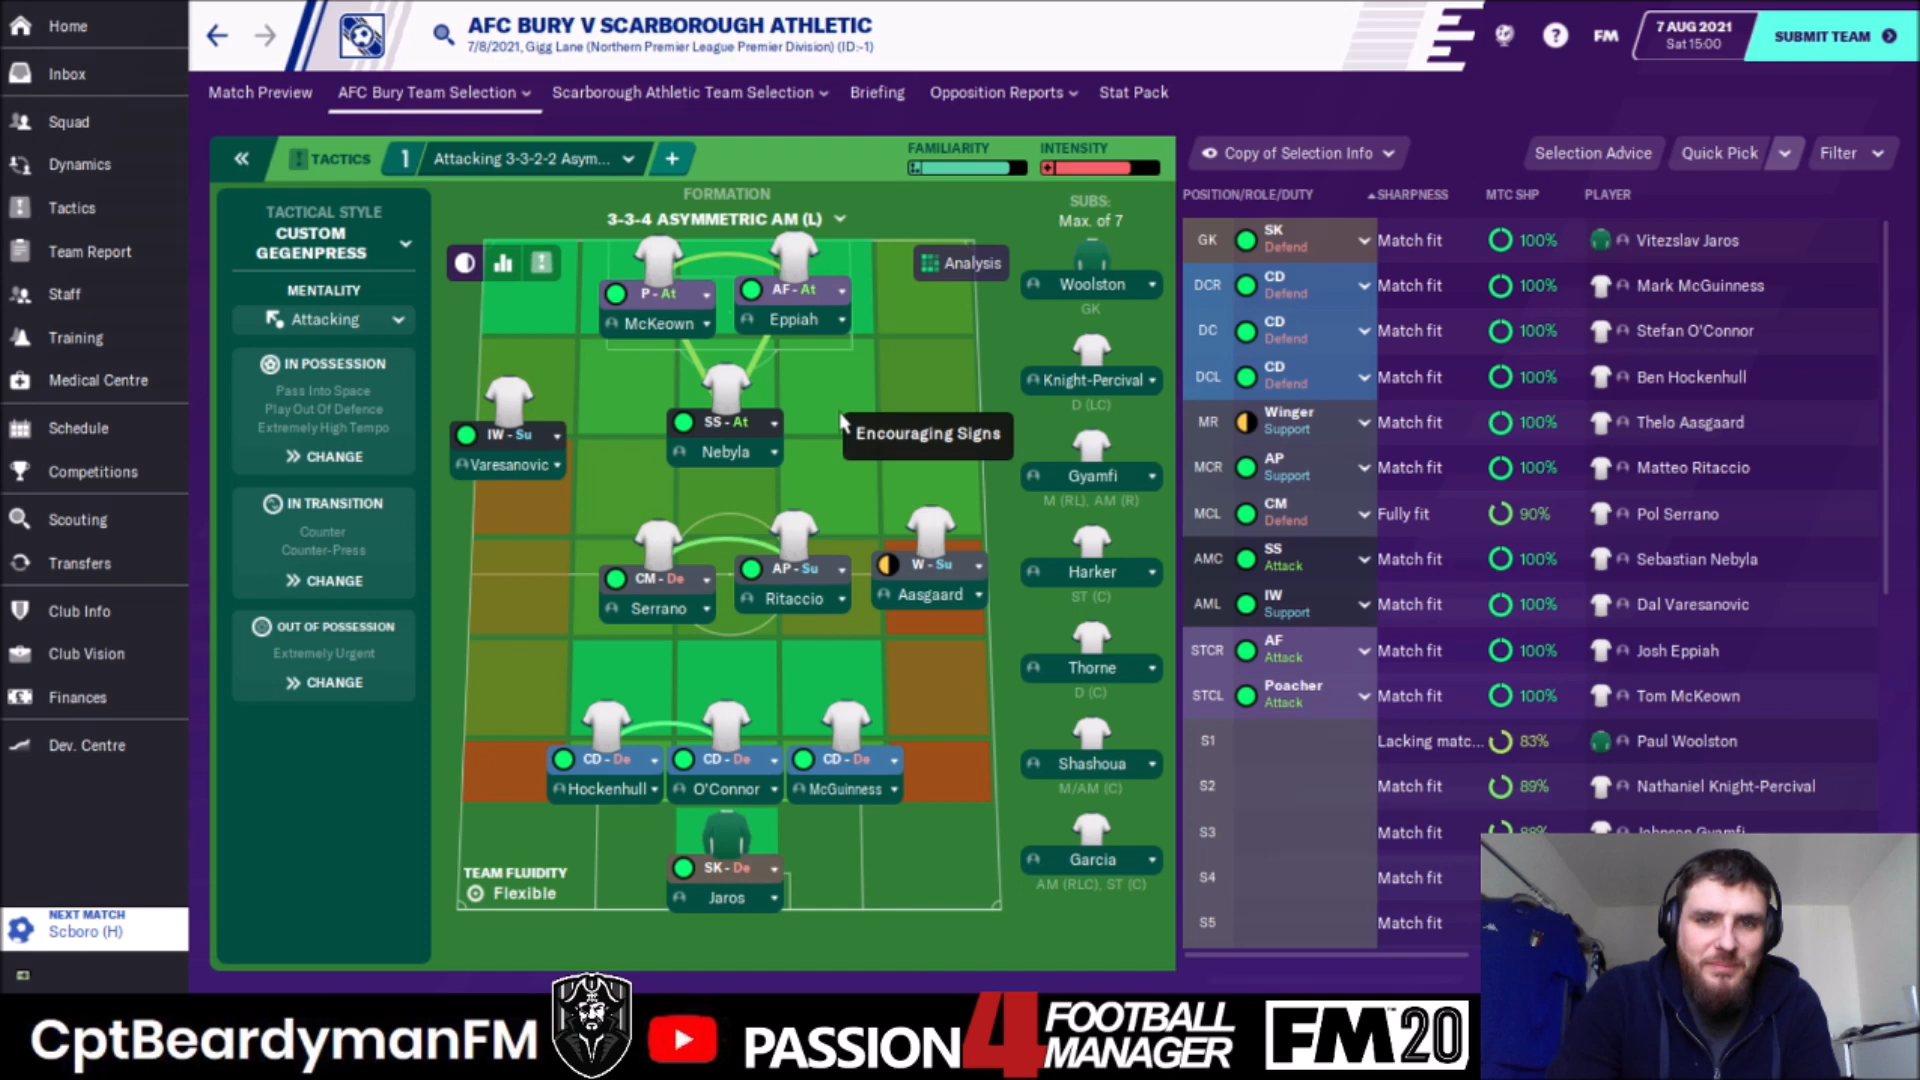 Home
Inbox
Squad
Dynamics
Tactics
Team Report
Staff
Training
Medical Centre
Schedule
Competitions
Scouting
Transfers
Club Info
Club Vision
Finances
Dev. Centre
NEXT MATCH
Scboro (H)
AFC BURY V SCARBOROUGH ATHLETIC
7/8/2021, Gigg Lane (Northern Premier League Premier Division) (ID:-1)
?
FM
7 AUG 2021
Sat 15:00
SUBMIT TEAM
Match Preview
AFC Bury Team Selection
Scarborough Athletic Team Selection
Briefing
Opposition Reports
Stat Pack
TACTICS
1
Attacking 3-3-2-2 Asym...
+
FAMILIARITY
INTENSITY
TACTICAL STYLE
CUSTOM
GEGENPRESS
MENTALITY
Attacking
IN POSSESSION
Pass Into Space
Play Out Of Defence
Extremely High Tempo
CHANGE
IN TRANSITION
Counter
Counter-Press
CHANGE
OUT OF POSSESSION
Extremely Urgent
CHANGE
FORMATION
3-3-4 ASYMMETRIC AM (L)
Analysis
P - At
McKeown
AF - At
Eppiah
IW - Su
Varesanovic
SS - At
Nebyla
Encouraging Signs
CM - De
Serrano
AP - Su
Ritaccio
W - Su
Aasgaard
CD - De
Hockenhull
CD - De
O'Connor
CD - De
McGuinness
SK - De
Jaros
TEAM FLUIDITY
Flexible
SUBS:
Max. of 7
Woolston
GK
Knight-Percival
D (LC)
Gyamfi
M (RL), AM (R)
Harker
ST (C)
Thorne
D (C)
Shashoua
M/AM (C)
Garcia
AM (RLC), ST (C)
Copy of Selection Info
Selection Advice
Quick Pick
Filter
POSITION/ROLE/DUTY SHARPNESS MTC SHP PLAYER
GK SK Defend Match fit 100% Vitezslav Jaros
DCR CD Defend Match fit 100% Mark McGuinness
DC CD Defend Match fit 100% Stefan O'Connor
DCL CD Defend Match fit 100% Ben Hockenhull
MR Winger Support Match fit 100% Thelo Aasgaard
MCR AP Support Match fit 100% Matteo Ritaccio
MCL CM Defend Fully fit 90% Pol Serrano
AMC SS Attack Match fit 100% Sebastian Nebyla
AML IW Support Match fit 100% Dal Varesanovic
STCR AF Attack Match fit 100% Josh Eppiah
STCL Poacher Attack Match fit 100% Tom McKeown
S1 Lacking matc... 83% Paul Woolston
S2 Match fit 89% Nathaniel Knight-Percival
S3 Match fit
S4 Match fit
S5 Match fit
CptBeardymanFM
PASSION 4 FOOTBALL MANAGER
FM20